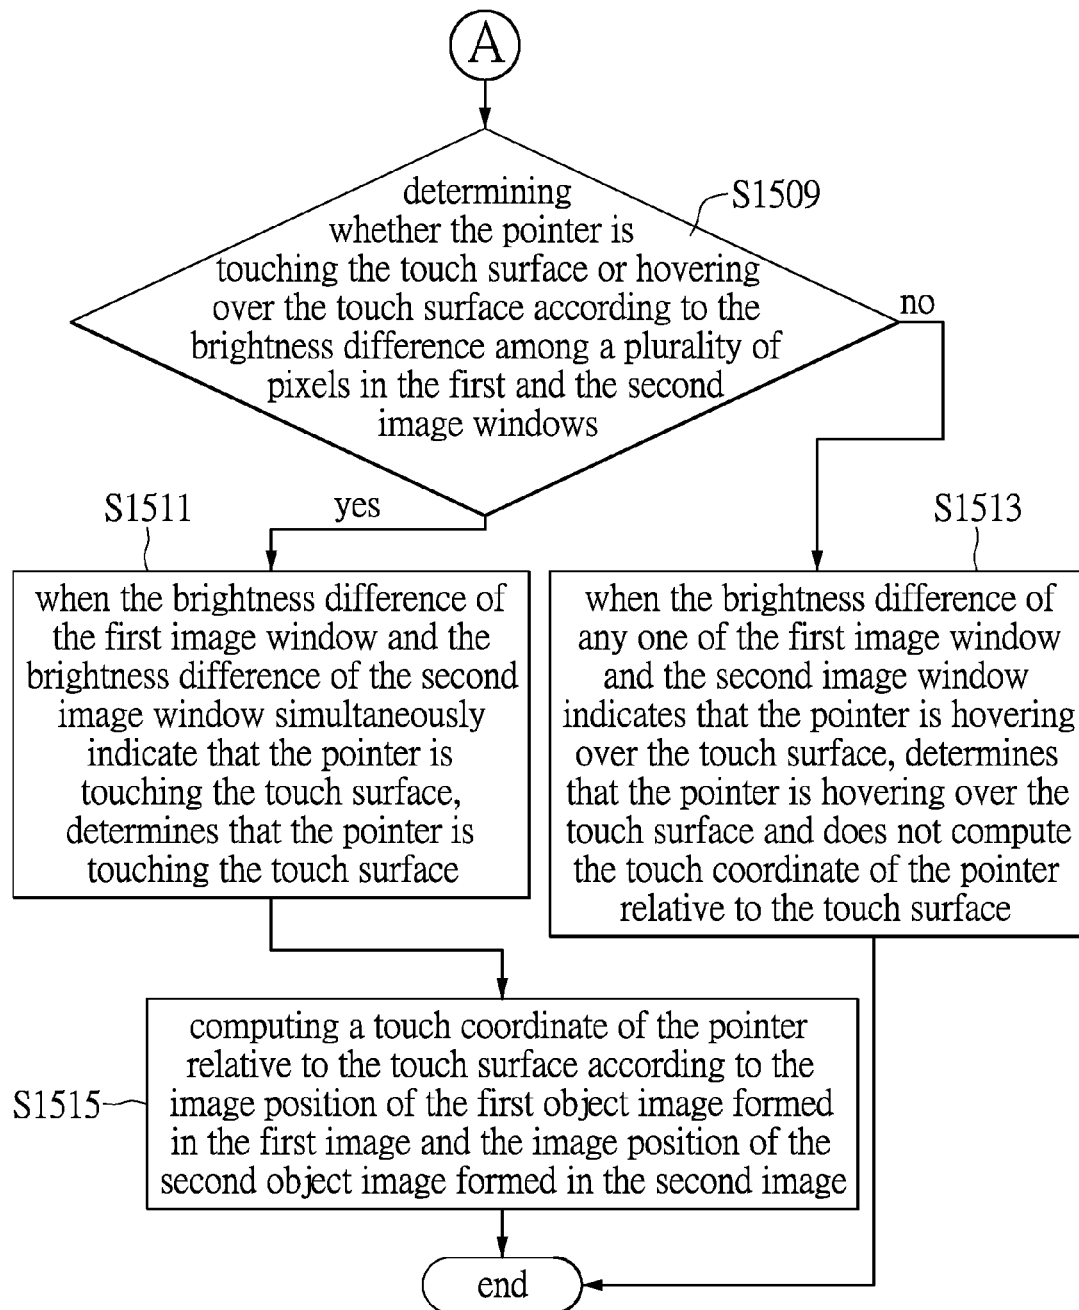 A
determining
whether the pointer is
touching the touch surface or hovering
over the touch surface according to the
brightness difference among a plurality of
pixels in the first and the second
image windows
S1509
no
yes
S1511
when the brightness difference of
the first image window and the
brightness difference of the second
image window simultaneously
indicate that the pointer is
touching the touch surface,
determines that the pointer is
touching the touch surface
S1513
when the brightness difference of
any one of the first image window
and the second image window
indicates that the pointer is hovering
over the touch surface, determines
that the pointer is hovering over the
touch surface and does not compute
the touch coordinate of the pointer
relative to the touch surface
S1515
computing a touch coordinate of the pointer
relative to the touch surface according to the
image position of the first object image formed
in the first image and the image position of the
second object image formed in the second image
end